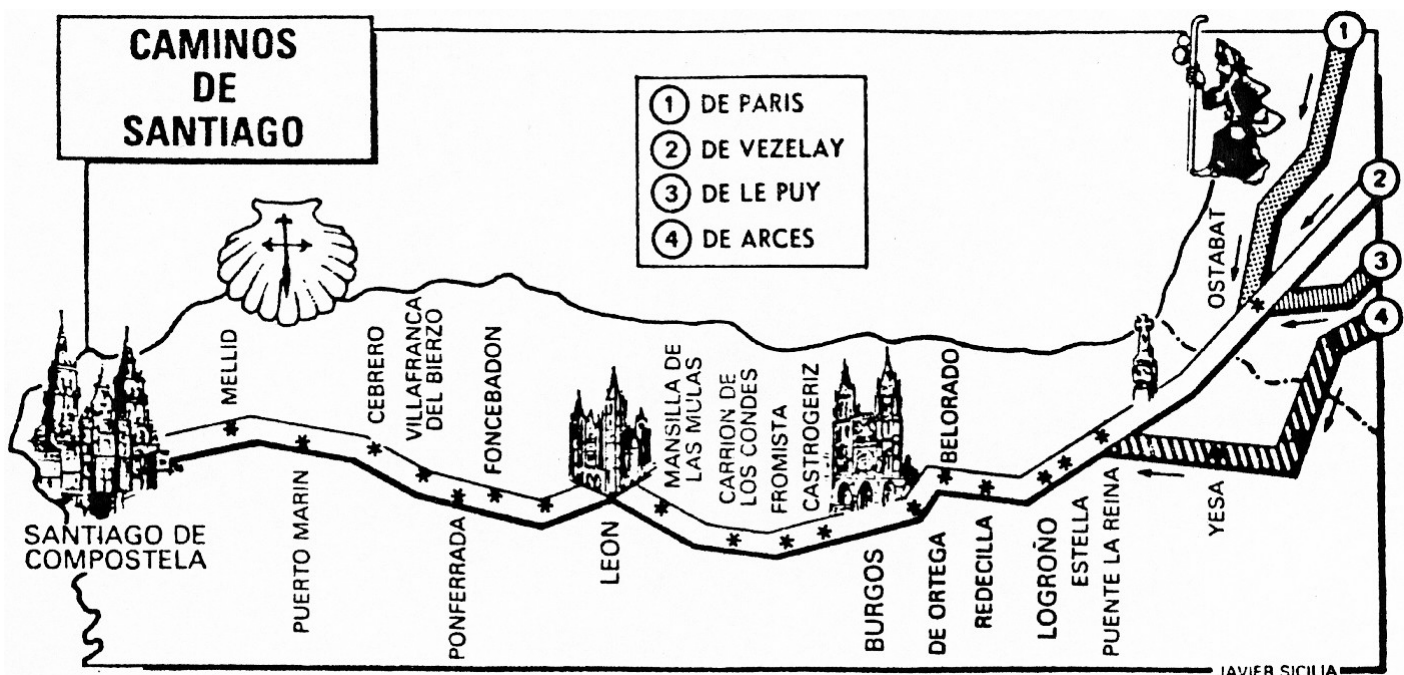 CAMINOS
DE
SANTIAGO
1 DE PARIS
2 DE VEZELAY
3 DE LE PUY
4 DE ARCES
1
2
3
4
OSTABAT
MELLID
CEBRERO
VILLAFRANCA
DEL BIERZO
FONCEBADON
MANSILLA DE
LAS MULAS
CARRION DE
LOS CONDES
FROMISTA
CASTROGERIZ
BELORADO
SANTIAGO DE
COMPOSTELA
PUERTO MARIN
PONFERRADA
LEON
BURGOS
DE ORTEGA
REDECILLA
LOGROÑO
ESTELLA
PUENTE LA REINA
YESA
JAVIER SICILIA